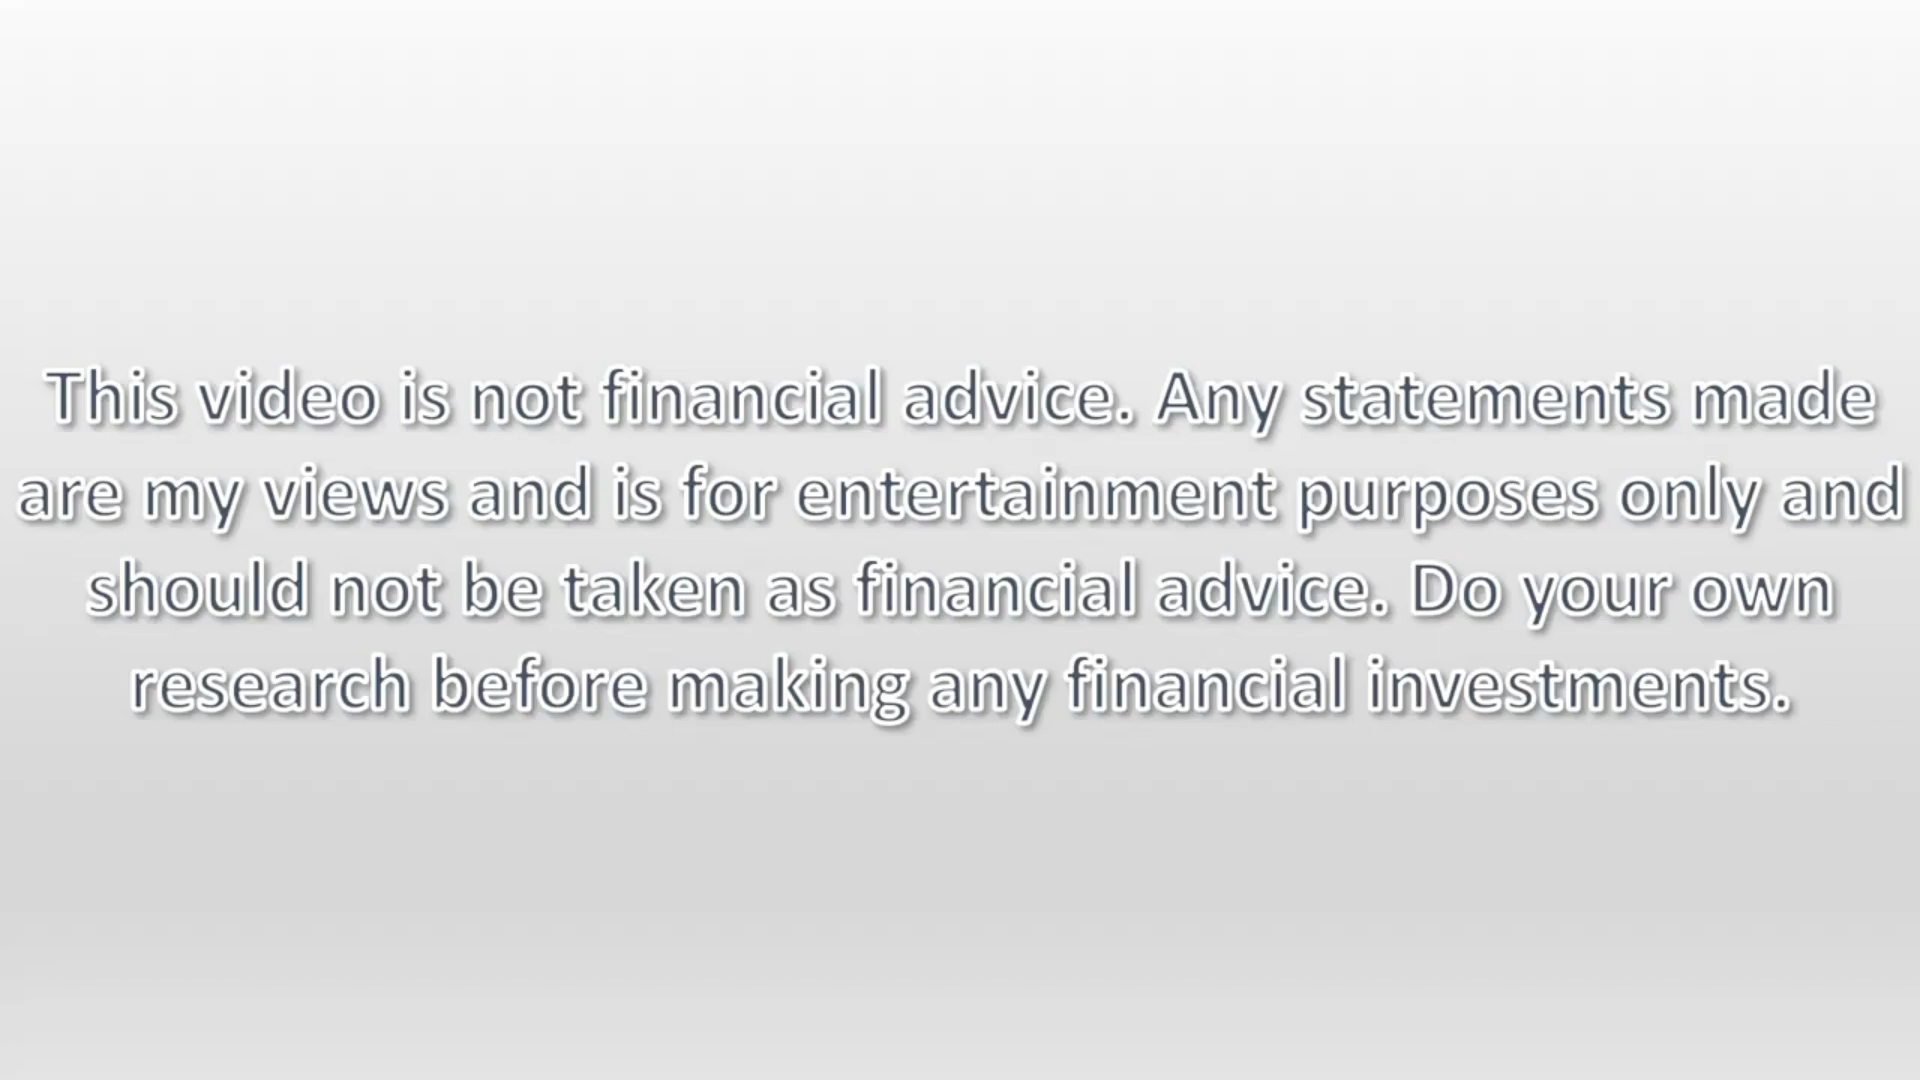 This video is not financial advice. Any statements made
are my views and is for entertainment purposes only and
should not be taken as financial advice. Do your own
research before making any financial investments.